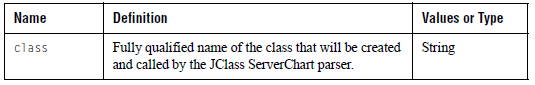 Name Definition Values or Type
class Fully qualified name of the class that will be created String
and called by the JClass ServerChart parser.